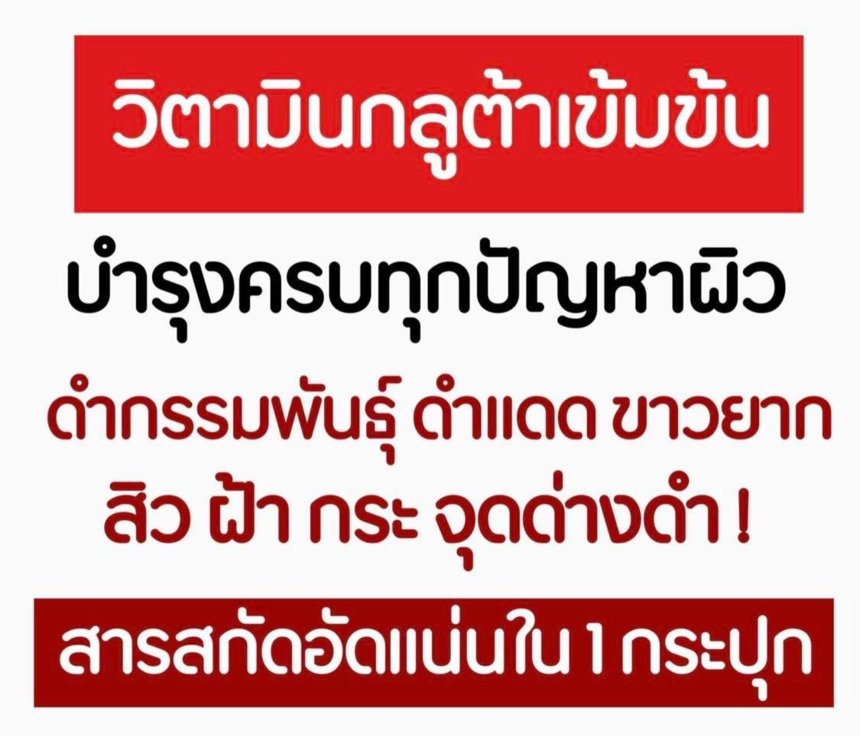 วิตามินกลูต้าเข้มข้น
บำรุงครบทุกปัญหาผิว
ดำกรรมพันธุ์ ดำแดด ขาวยาก
สิว ฝ้า กระ จุดด่างดำ !
สารสกัดอัดแน่นใน 1 กระปุก